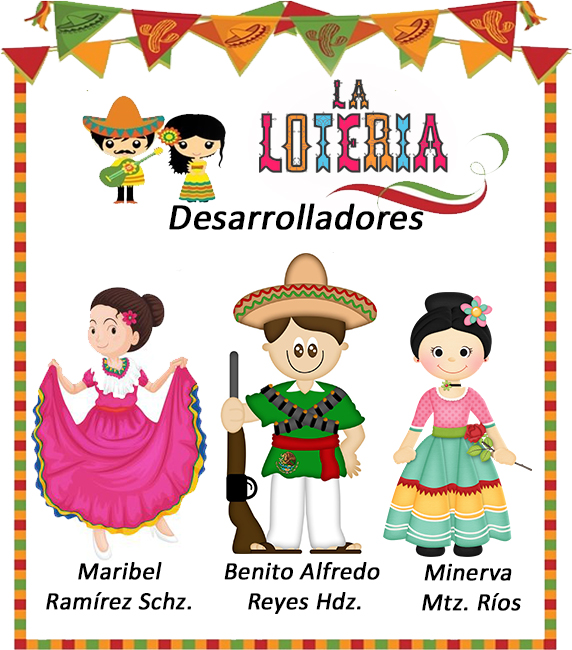 LA
LOTERIA
Desarrolladores
Maribel
Ramírez Schz.
Benito Alfredo
Reyes Hdz.
Minerva
Mtz. Ríos